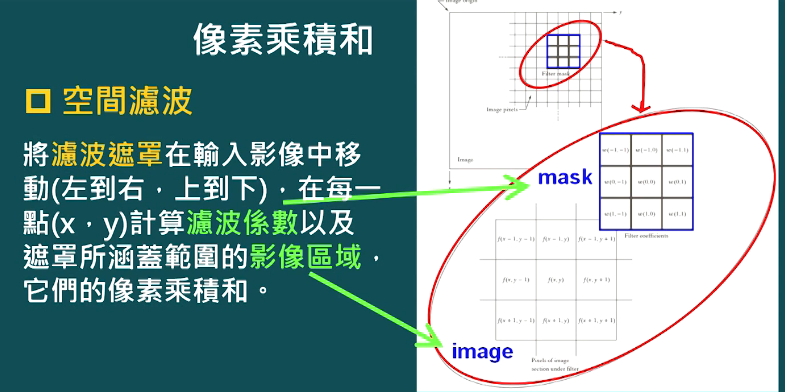 像素乘積和
空間濾波
將濾波遮罩在輸入影像中移
動(左到右，上到下)，在每一
點(x，y)計算濾波係數以及
遮罩所涵蓋範圍的影像區域，
它們的像素乘積和。
Image origin
y
Filter mask
Image pixels
Image
mask
w(−1, −1) w(−1, 0) w(−1, 1)
w(0, −1) w(0, 0) w(0, 1)
w(1, −1) w(1, 0) w(1, 1)
Filter coefficients
f(x − 1, y − 1) f(x − 1, y) f(x − 1, y + 1)
f(x, y − 1) f(x, y) f(x, y + 1)
f(x + 1, y − 1) f(x + 1, y) f(x + 1, y + 1)
image
Pixels of image
section under filter